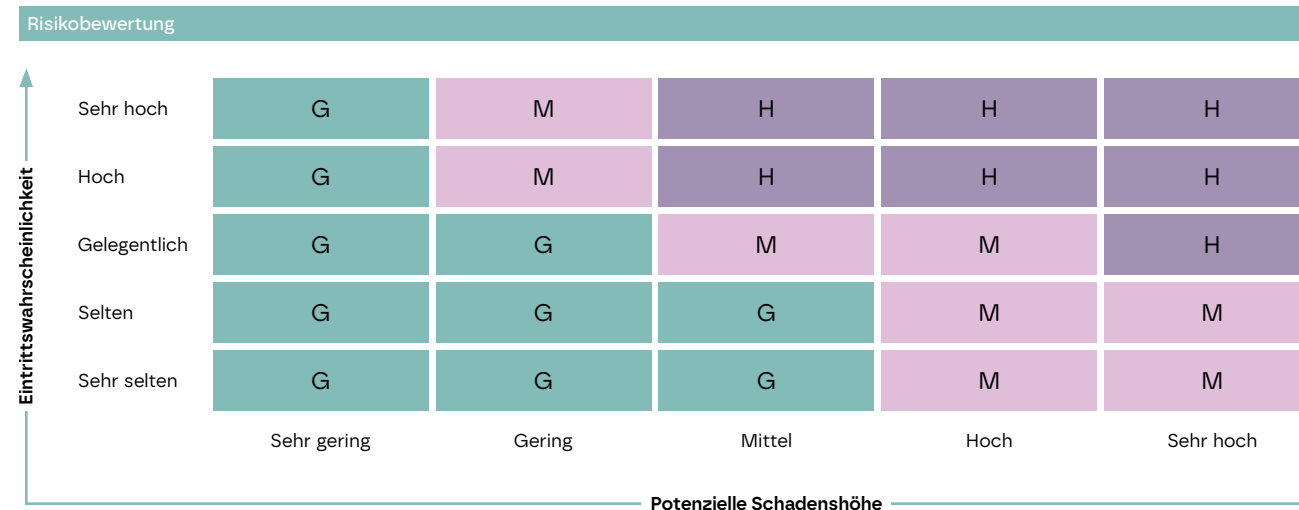 Risikobewertung
Eintrittswahrscheinlichkeit
Sehr hoch G M H H H
Hoch G M H H H
Gelegentlich G G M M H
Selten G G G M M
Sehr selten G G G M M
Sehr gering Gering Mittel Hoch Sehr hoch
Potenzielle Schadenshöhe